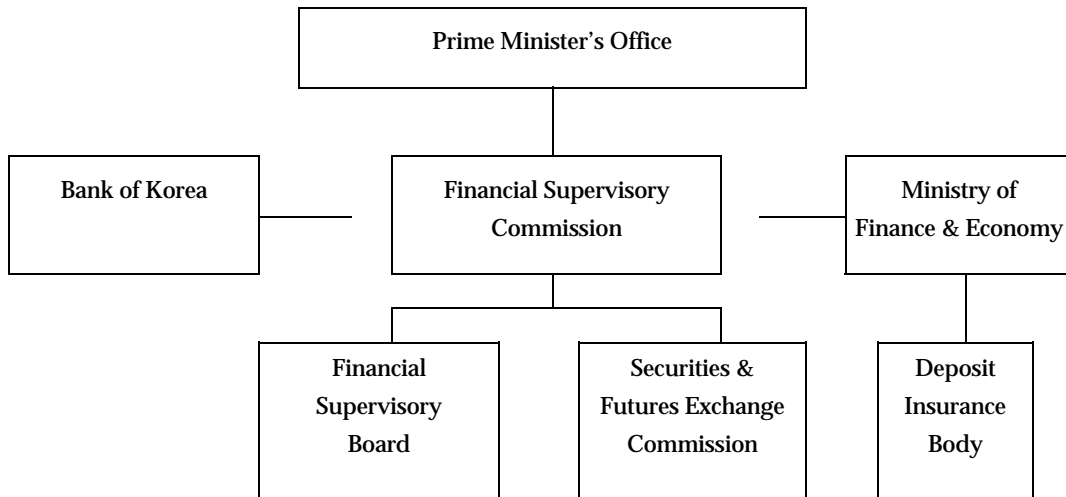 Prime Minister’s Office
Bank of Korea
Financial Supervisory
Commission
Ministry of
Finance & Economy
Financial
Supervisory
Board
Securities &
Futures Exchange
Commission
Deposit
Insurance
Body